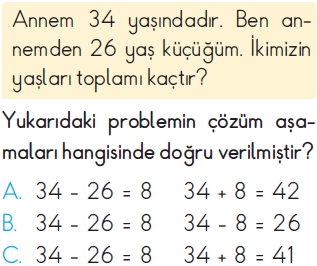 Annem 34 yaşındadır. Ben an-
nemden 26 yaş küçüğüm. İkimizin
yaşları toplamı kaçtır?
Yukarıdaki problemin çözüm aşa-
maları hangisinde doğru verilmiştir?
A. 34 - 26 = 8 34 + 8 = 42
B. 34 - 26 = 8 34 - 8 = 26
C. 34 - 26 = 8 34 + 8 = 41